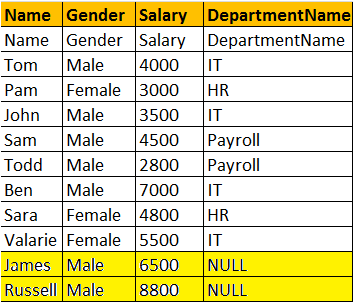 Name Gender Salary DepartmentName
Name Gender Salary DepartmentName
Tom Male 4000 IT
Pam Female 3000 HR
John Male 3500 IT
Sam Male 4500 Payroll
Todd Male 2800 Payroll
Ben Male 7000 IT
Sara Female 4800 HR
Valarie Female 5500 IT
James Male 6500 NULL
Russell Male 8800 NULL